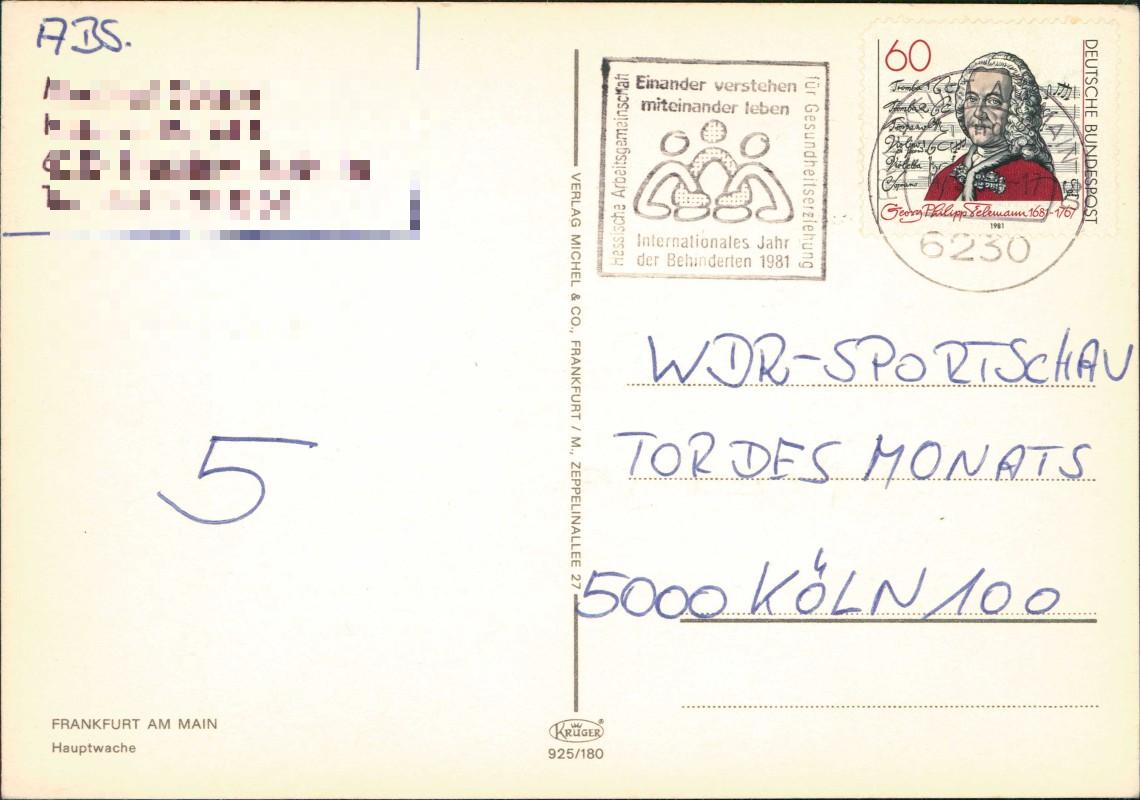 ABS.
Einander verstehen
miteinander leben
Hessische Arbeitsgemeinschaft
für Gesundheitserziehung
Internationales Jahr
der Behinderten 1981
60
DEUTSCHE BUNDESPOST
Violetta
Georg Philipp Telemann 1681-1767
1981
6230
WDR-SPORTSCHAU
TOR DES MONATS
5000 KÖLN 100
5
VERLAG MICHEL & CO., FRANKFURT / M., ZEPPELINALLEE 27
FRANKFURT AM MAIN
Hauptwache
KRÜGER®
925/180